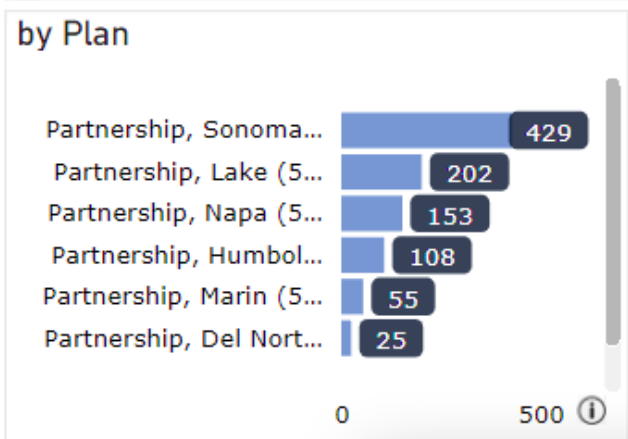 by Plan
Partnership, Sonoma... 429
Partnership, Lake (5... 202
Partnership, Napa (5... 153
Partnership, Humbol... 108
Partnership, Marin (5... 55
Partnership, Del Nort... 25
0 500